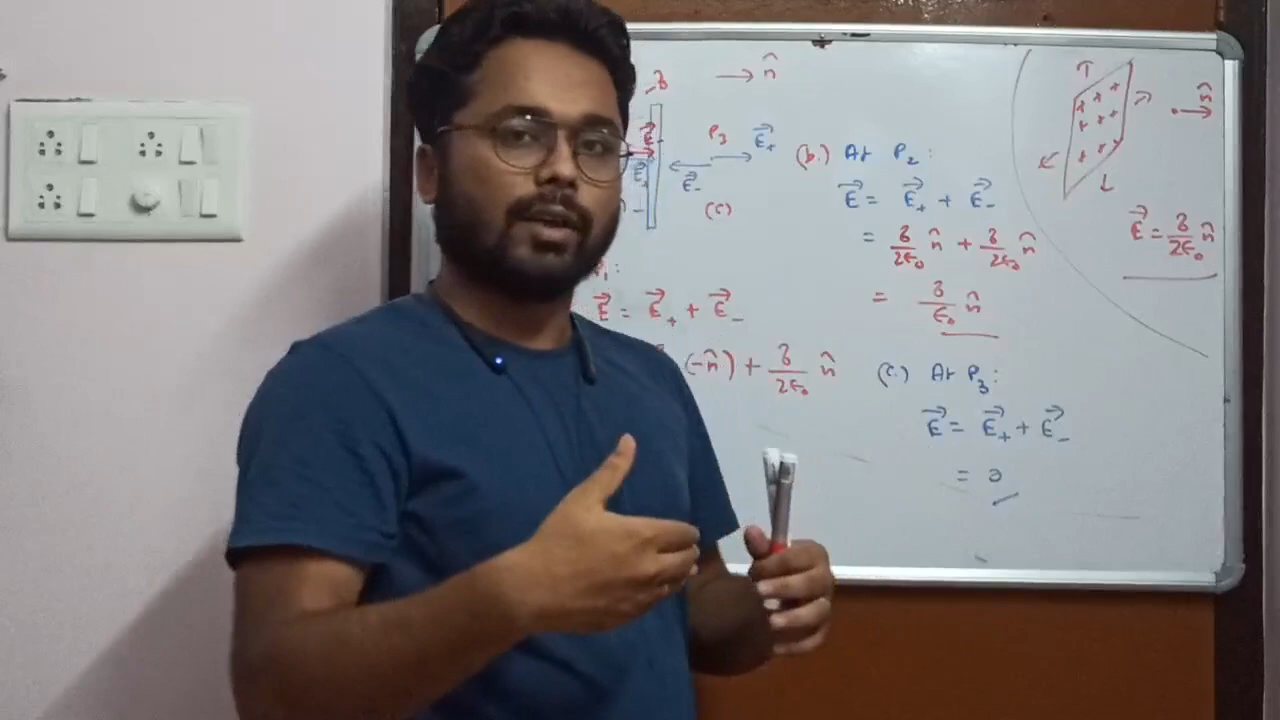 -σ → n̂
P₃ E⃗₊
E⃗₋
(c)
E⃗ = E⃗₊ + E⃗₋
(-n̂) + σ/2ε₀ n̂
(b.) At P₂:
E⃗ = E⃗₊ + E⃗₋
= σ/2ε₀ n̂ + σ/2ε₀ n̂
= σ/ε₀ n̂
(c.) At P₃:
E⃗ = E⃗₊ + E⃗₋
= 0
+ + +
+ + +
+ + +
n̂
E⃗ = σ/2ε₀ n̂